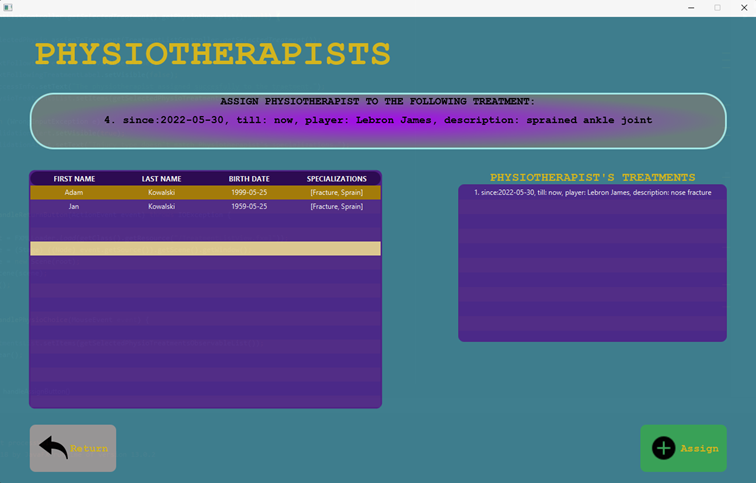 PHYSIOTHERAPISTS
ASSIGN PHYSIOTHERAPIST TO THE FOLLOWING TREATMENT:
4. since:2022-05-30, till: now, player: Lebron James, description: sprained ankle joint
FIRST NAME LAST NAME BIRTH DATE SPECIALIZATIONS
Adam Kowalski 1999-05-25 [Fracture, Sprain]
Jan Kowalski 1959-05-25 [Fracture, Sprain]
PHYSIOTHERAPIST'S TREATMENTS
1. since:2022-05-30, till: now, player: Lebron James, description: nose fracture
Return
Assign